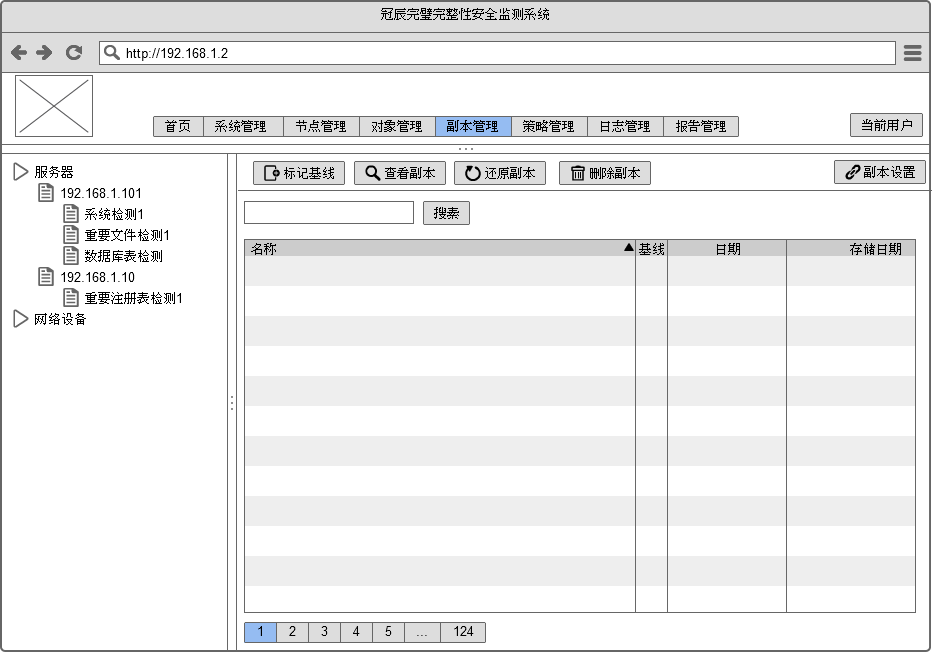 冠辰完璧完整性安全监测系统
http://192.168.1.2
首页 系统管理 节点管理 对象管理 副本管理 策略管理 日志管理 报告管理 当前用户
服务器
192.168.1.101
系统检测1
重要文件检测1
数据库表检测
192.168.1.10
重要注册表检测1
网络设备
标记基线 查看副本 还原副本 删除副本 副本设置
搜素
名称 基线 日期 存储日期
1 2 3 4 5 ... 124